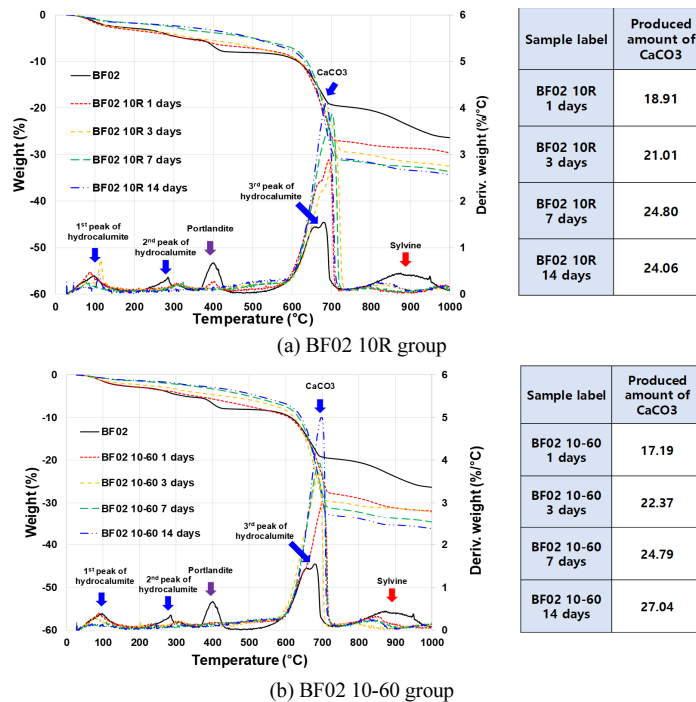 0
-10
-20
-30
-40
-50
-60
Weight (%)
6
5
4
3
2
1
0
Deriv. weight (%/°C)
BF02
BF02 10R 1 days
BF02 10R 3 days
BF02 10R 7 days
BF02 10R 14 days
CaCO3
3rd peak of
hydrocalumite
1st peak of
hydrocalumite
2nd peak of
hydrocalumite
Portlandite
Sylvine
0 100 200 300 400 500 600 700 800 900 1000
Temperature (°C)
Sample label Produced amount of CaCO3
BF02 10R 1 days 18.91
BF02 10R 3 days 21.01
BF02 10R 7 days 24.80
BF02 10R 14 days 24.06
(a) BF02 10R group
0
-10
-20
-30
-40
-50
-60
Weight (%)
6
5
4
3
2
1
0
Deriv. weight (%/°C)
BF02
BF02 10-60 1 days
BF02 10-60 3 days
BF02 10-60 7 days
BF02 10-60 14 days
CaCO3
3rd peak of
hydrocalumite
1st peak of
hydrocalumite
2nd peak of
hydrocalumite
Portlandite
Sylvine
0 100 200 300 400 500 600 700 800 900 1000
Temperature (°C)
Sample label Produced amount of CaCO3
BF02 10-60 1 days 17.19
BF02 10-60 3 days 22.37
BF02 10-60 7 days 24.79
BF02 10-60 14 days 27.04
(b) BF02 10-60 group